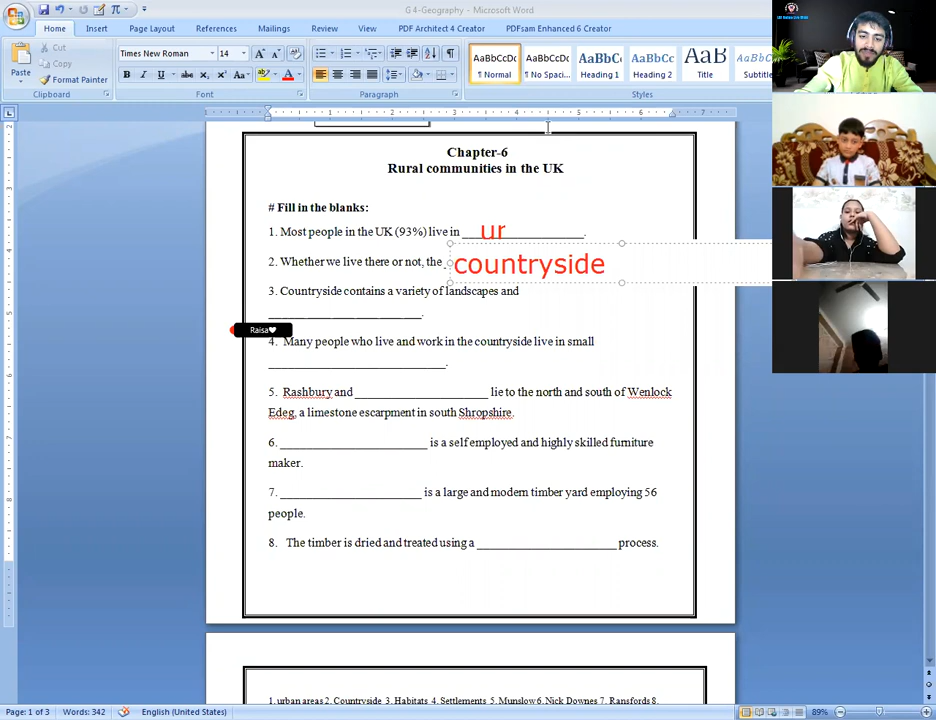 G 4-Geography - Microsoft Word
Home Insert Page Layout References Mailings Review View PDF Architect 4 Creator PDFsam Enhanced 6 Creator
Paste
Cut
Copy
Format Painter
Clipboard
Times New Roman 14
Font
Paragraph
AaBbCcDc AaBbCcDc AaBbC AaBbCc AaB AaBbCc
¶ Normal ¶ No Spaci... Heading 1 Heading 2 Title Subtitle
Styles
Chapter-6
Rural communities in the UK
# Fill in the blanks:
1. Most people in the UK (93%) live in ____________________.
ur
2. Whether we live there or not, the
countryside
3. Countryside contains a variety of landscapes and
_________________________.
Raisa
4. Many people who live and work in the countryside live in small
_____________________________.
5. Rashbury and ______________________ lie to the north and south of Wenlock
Edeg, a limestone escarpment in south Shropshire.
6. ________________________ is a self employed and highly skilled furniture
maker.
7. _______________________ is a large and modern timber yard employing 56
people.
8. The timber is dried and treated using a _______________________ process.
1. urban areas 2. Countryside 3. Habitats 4. Settlements 5. Munslow 6. Nick Downes 7. Ransfords 8.
Page: 1 of 3 Words: 342 English (United States) 89%